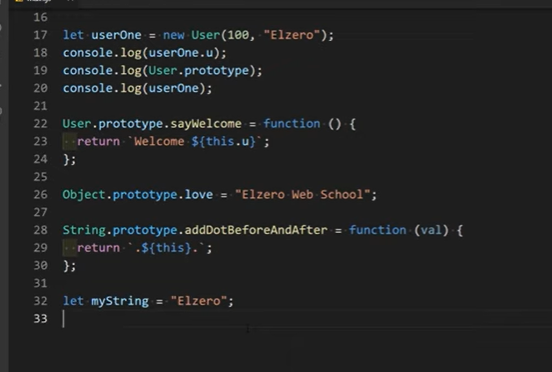 16
17 let userOne = new User(100, "Elzero");
18 console.log(userOne.u);
19 console.log(User.prototype);
20 console.log(userOne);
21
22 User.prototype.sayWelcome = function () {
23   return `Welcome ${this.u}`;
24 };
25
26 Object.prototype.love = "Elzero Web School";
27
28 String.prototype.addDotBeforeAndAfter = function (val) {
29   return `.${this}.`;
30 };
31
32 let myString = "Elzero";
33